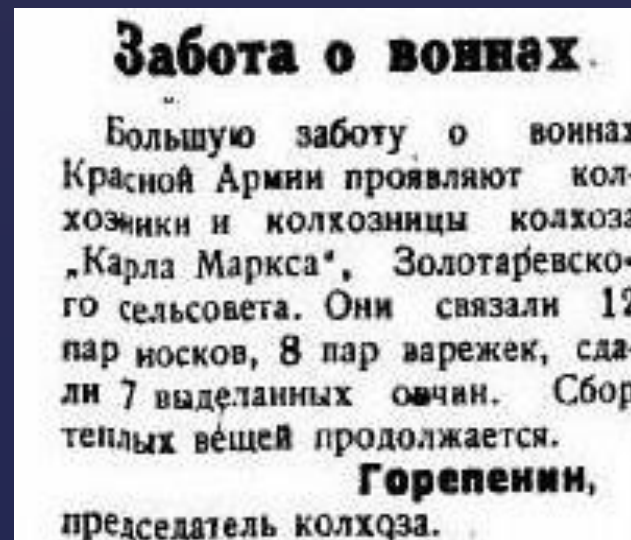 Забота о воинах
Большую заботу о воинах
Красной Армии проявляют кол-
хозники и колхозницы колхоза
„Карла Маркса“, Золотаревско-
го сельсовета. Они связали 12
пар носков, 8 пар варежек, сда-
ли 7 выделанных овчин. Сбор
теплых вещей продолжается.
Горепенин,
председатель колхоза.